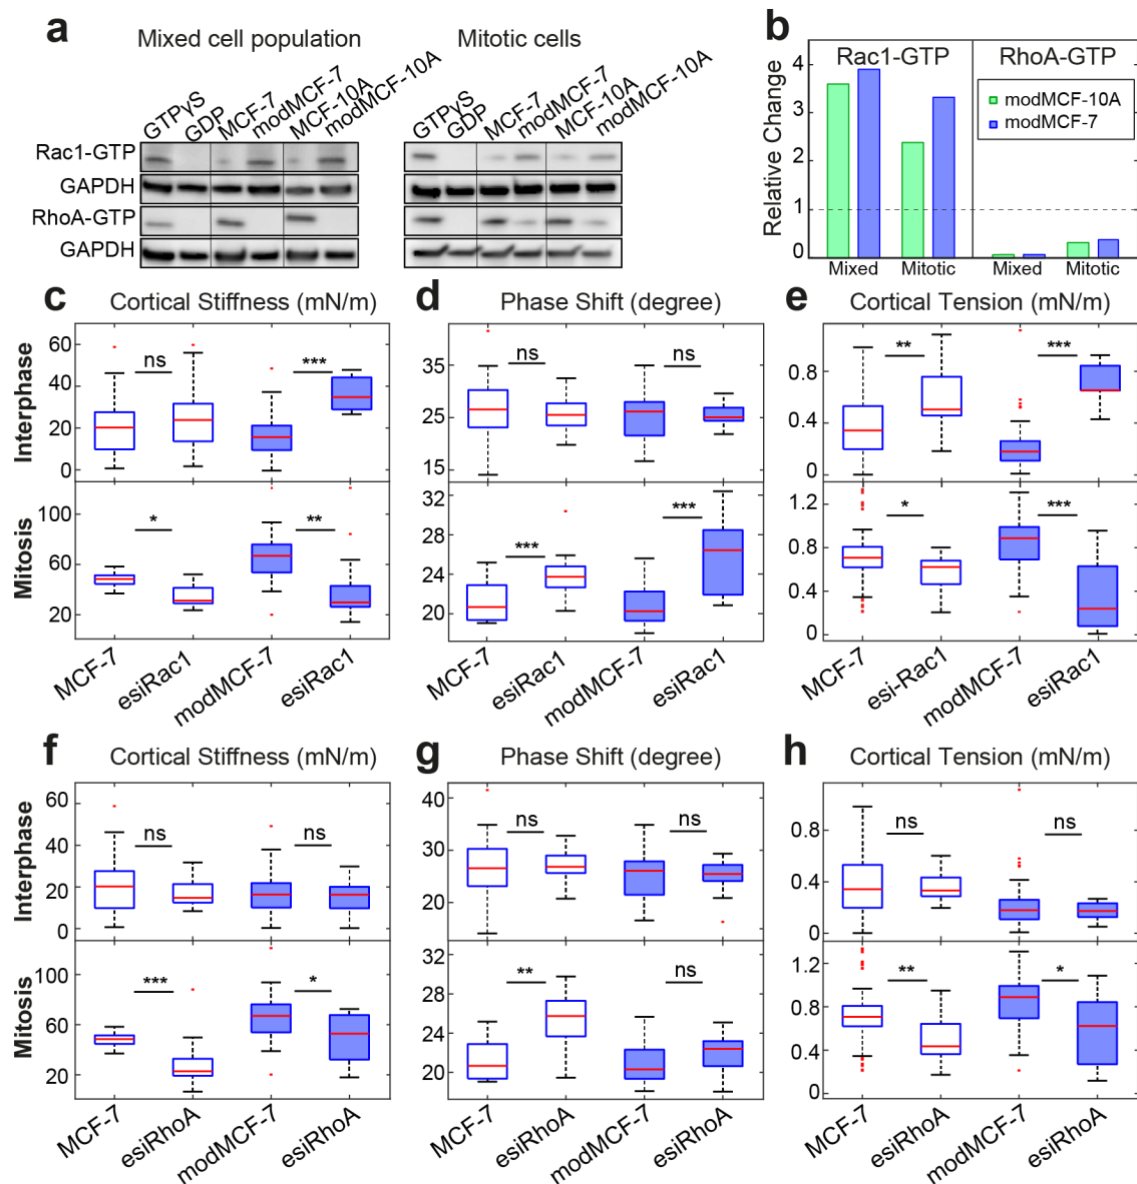 a
Mixed cell population
Mitotic cells
GTPγS
GDP
MCF-7
modMCF-7
MCF-10A
modMCF-10A
GTPγS
GDP
MCF-7
modMCF-7
MCF-10A
modMCF-10A
Rac1-GTP
GAPDH
RhoA-GTP
GAPDH
b
Rac1-GTP
RhoA-GTP
modMCF-10A
modMCF-7
Relative Change
4
3
2
1
0
Mixed
Mitotic
Mixed
Mitotic
c
Cortical Stiffness (mN/m)
Interphase
60
40
20
0
ns
***
Mitosis
100
60
20
*
**
MCF-7
esiRac1
modMCF-7
esiRac1
d
Phase Shift (degree)
35
25
15
ns
ns
32
28
24
20
***
***
MCF-7
esiRac1
modMCF-7
esiRac1
e
Cortical Tension (mN/m)
0.8
0.4
0
**
***
1.2
0.8
0.4
0
*
***
MCF-7
esi-Rac1
modMCF-7
esiRac1
f
Cortical Stiffness (mN/m)
Interphase
60
40
20
0
ns
ns
Mitosis
100
60
20
***
*
MCF-7
esiRhoA
modMCF-7
esiRhoA
g
Phase Shift (degree)
40
30
20
ns
ns
32
28
24
20
**
ns
MCF-7
esiRhoA
modMCF-7
esiRhoA
h
Cortical Tension (mN/m)
0.8
0.4
0
ns
ns
1.2
0.8
0.4
0
**
*
MCF-7
esiRhoA
modMCF-7
esiRhoA